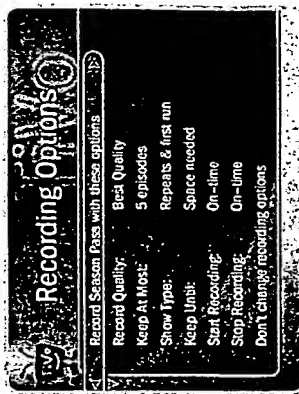 TiVo
Recording Options
Record Season Pass with these options
Record Quality: Best Quality
Keep At Most: 5 episodes
Show Type: Repeats & first run
Keep Until: Space needed
Start Recording: On-time
Stop Recording: On-time
Don't change recording options